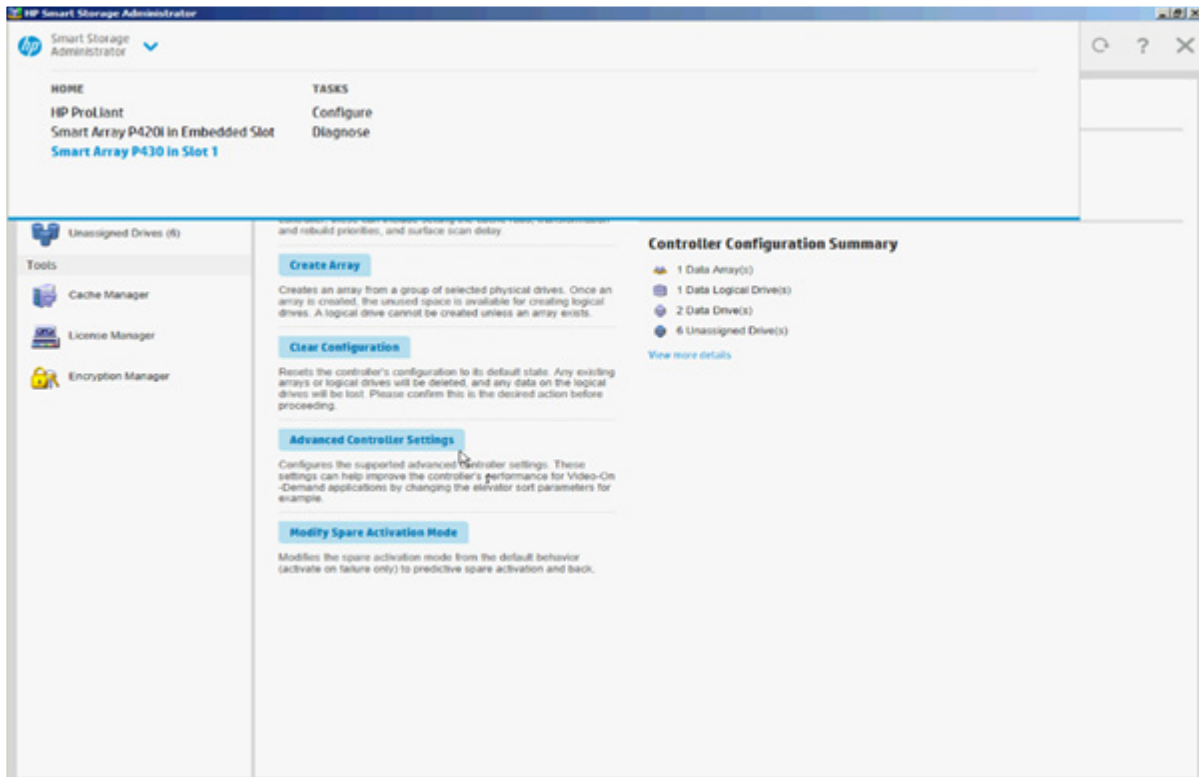 HP Smart Storage Administrator
hp
Smart Storage
Administrator
?
HOME
HP ProLiant
Smart Array P420i in Embedded Slot
Smart Array P430 in Slot 1
TASKS
Configure
Diagnose
Unassigned Drives (6)
Tools
Cache Manager
License Manager
Encryption Manager
and rebuild priorities, and surface scan delay.
Create Array
Creates an array from a group of selected physical drives. Once an
array is created, the unused space is available for creating logical
drives. A logical drive cannot be created unless an array exists.
Clear Configuration
Resets the controller's configuration to its default state. Any existing
arrays or logical drives will be deleted, and any data on the logical
drives will be lost. Please confirm this is the desired action before
proceeding.
Advanced Controller Settings
Configures the supported advanced controller settings. These
settings can help improve the controller's performance for Video-On
-Demand applications by changing the elevator sort parameters for
example.
Modify Spare Activation Mode
Modifies the spare activation mode from the default behavior
(activate on failure only) to predictive spare activation and back.
Controller Configuration Summary
1 Data Array(s)
1 Data Logical Drive(s)
2 Data Drive(s)
6 Unassigned Drive(s)
View more details